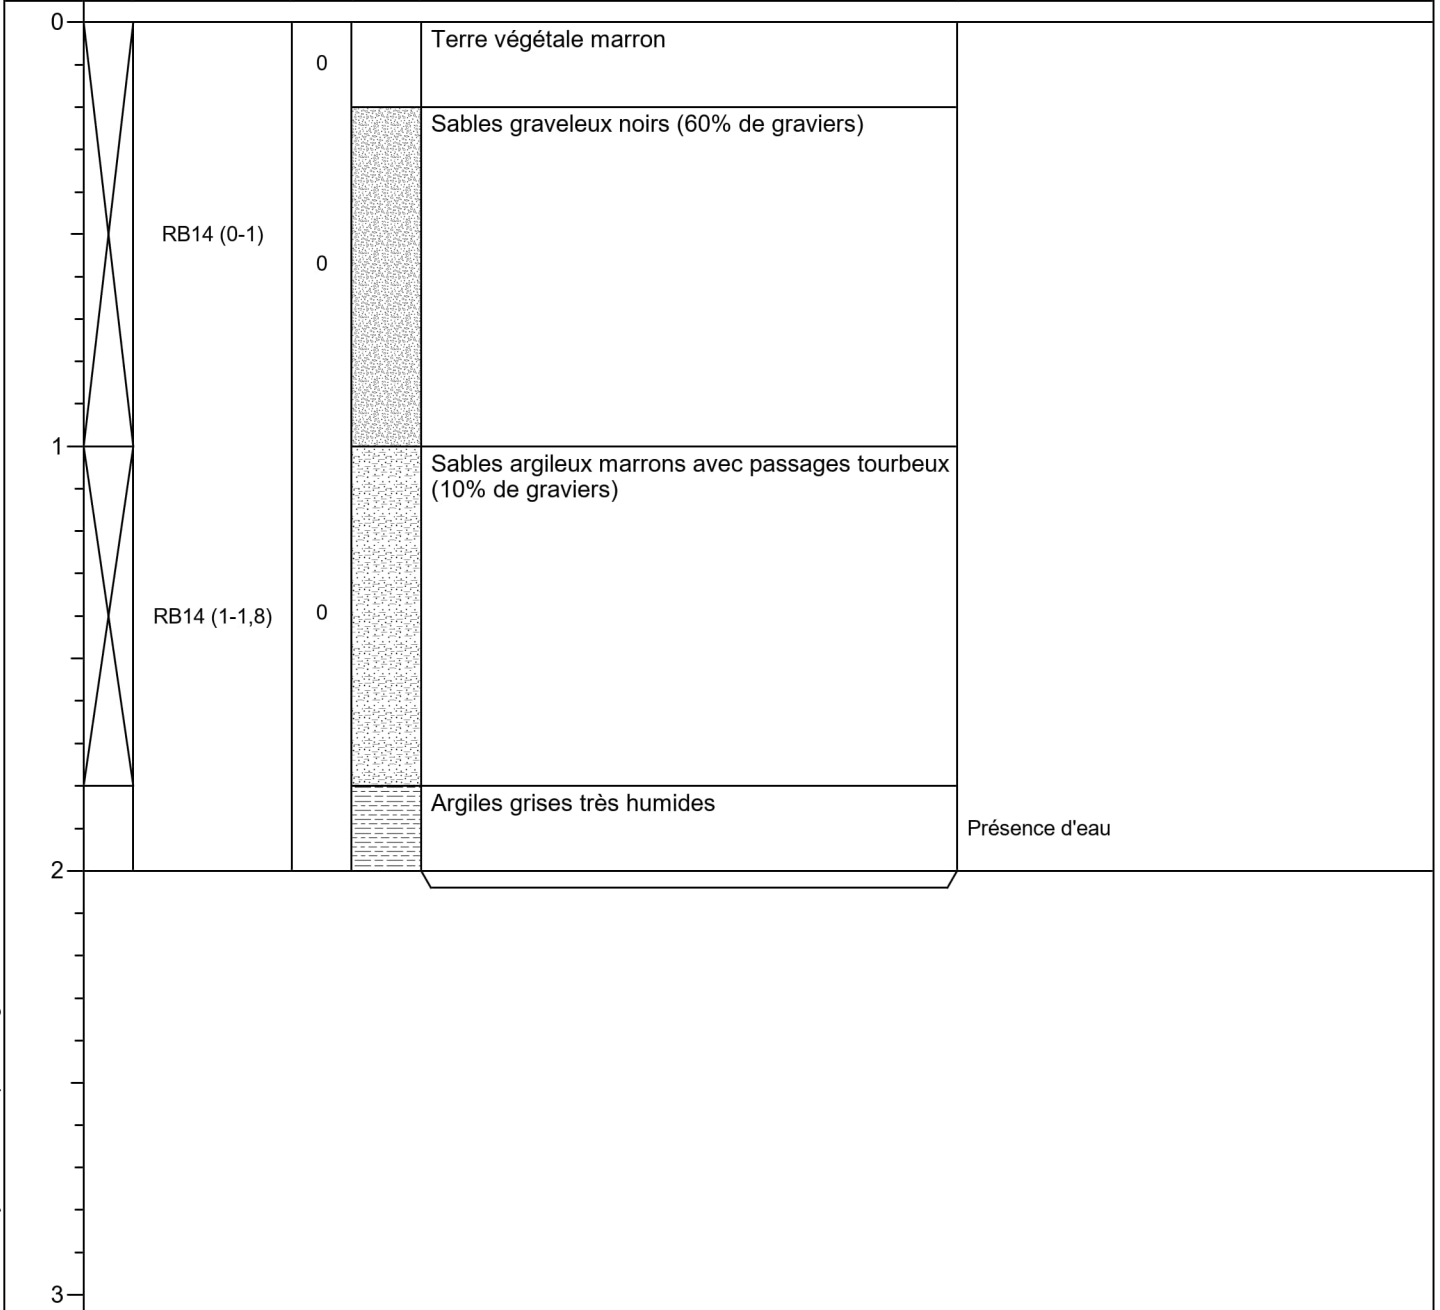 0
Terre végétale marron
0
Sables graveleux noirs (60% de graviers)
RB14 (0-1)
0
1
Sables argileux marrons avec passages tourbeux
(10% de graviers)
RB14 (1-1,8)
0
Argiles grises très humides
Présence d'eau
2
3